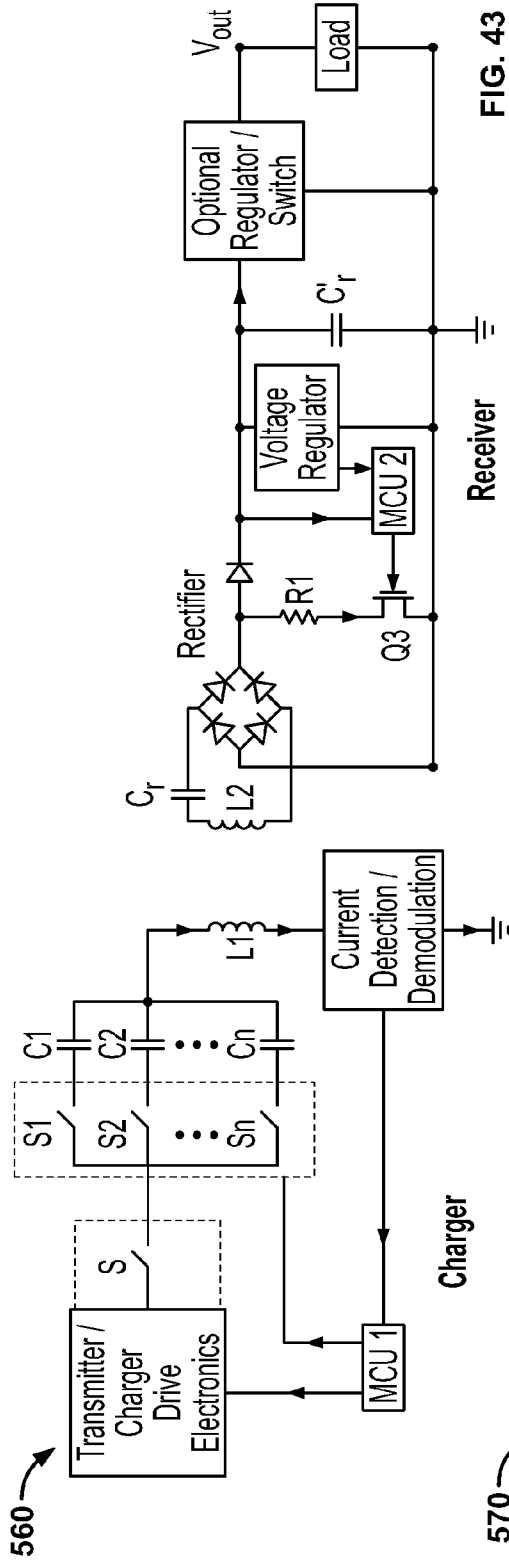 560
Transmitter /
Charger
Drive
Electronics
S
S1
S2
Sn
C1
C2
Cn
L1
Current
Detection /
Demodulation
MCU 1
Charger
Cr
L2
Rectifier
R1
Q3
Voltage
Regulator
MCU 2
C'r
Optional
Regulator /
Switch
Vout
Load
Receiver
FIG. 43
570